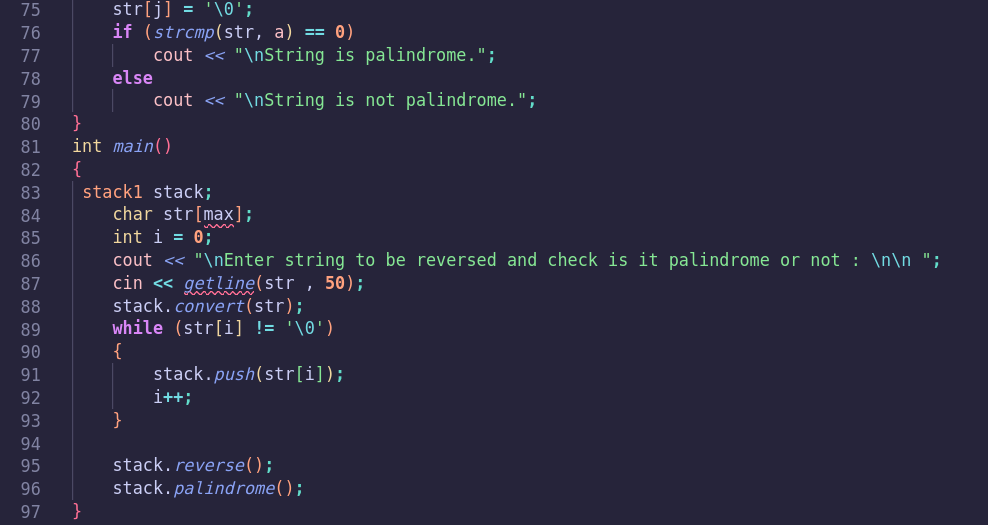 75 str[j] = '\0';
76 if (strcmp(str, a) == 0)
77 cout << "\nString is palindrome.";
78 else
79 cout << "\nString is not palindrome.";
80 }
81 int main()
82 {
83 stack1 stack;
84 char str[max];
85 int i = 0;
86 cout << "\nEnter string to be reversed and check is it palindrome or not : \n\n ";
87 cin << getline(str , 50);
88 stack.convert(str);
89 while (str[i] != '\0')
90 {
91 stack.push(str[i]);
92 i++;
93 }
94
95 stack.reverse();
96 stack.palindrome();
97 }